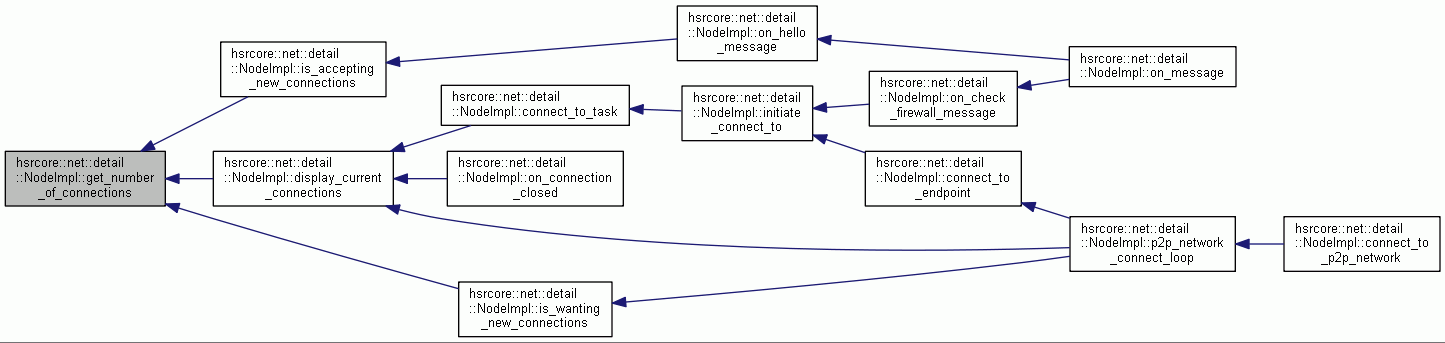 hsrcore::net::detail
::NodeImpl::get_number
_of_connections
hsrcore::net::detail
::NodeImpl::is_accepting
_new_connections
hsrcore::net::detail
::NodeImpl::on_hello
_message
hsrcore::net::detail
::NodeImpl::on_message
hsrcore::net::detail
::NodeImpl::display_current
_connections
hsrcore::net::detail
::NodeImpl::connect_to_task
hsrcore::net::detail
::NodeImpl::initiate
_connect_to
hsrcore::net::detail
::NodeImpl::on_check
_firewall_message
hsrcore::net::detail
::NodeImpl::connect_to
_endpoint
hsrcore::net::detail
::NodeImpl::p2p_network
_connect_loop
hsrcore::net::detail
::NodeImpl::connect_to
_p2p_network
hsrcore::net::detail
::NodeImpl::on_connection
_closed
hsrcore::net::detail
::NodeImpl::is_wanting
_new_connections